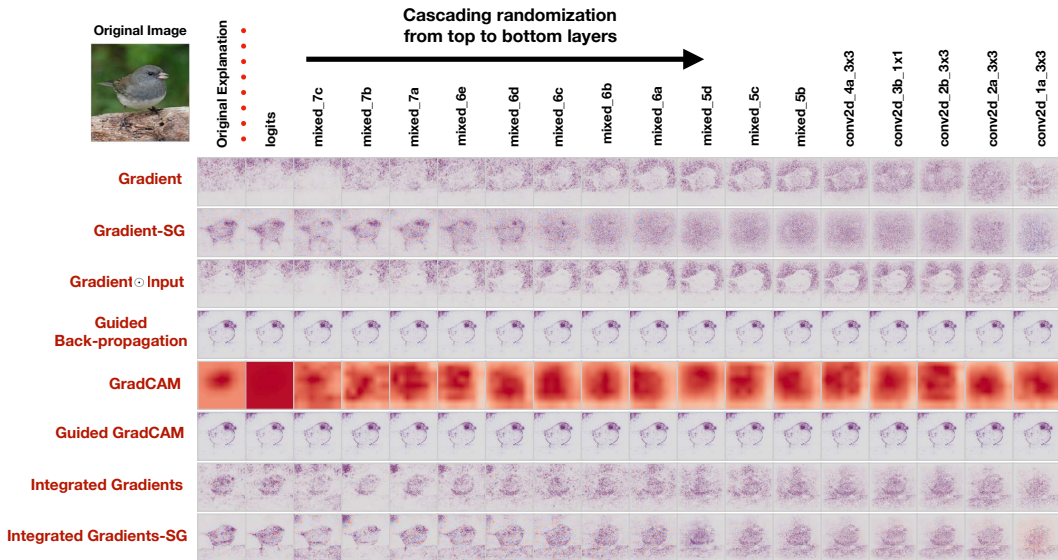 Cascading randomization
from top to bottom layers
Original Image
Original Explanation
logits
mixed_7c
mixed_7b
mixed_7a
mixed_6e
mixed_6d
mixed_6c
mixed_6b
mixed_6a
mixed_5d
mixed_5c
mixed_5b
conv2d_4a_3x3
conv2d_3b_1x1
conv2d_2b_3x3
conv2d_2a_3x3
conv2d_1a_3x3
Gradient
Gradient-SG
Gradient⊙Input
Guided
Back-propagation
GradCAM
Guided GradCAM
Integrated Gradients
Integrated Gradients-SG